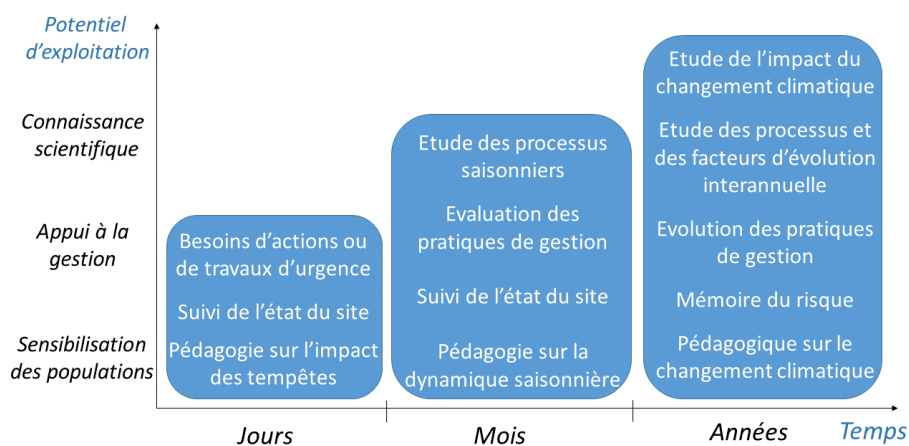 Potentiel
d'exploitation
Connaissance
scientifique
Appui à la
gestion
Sensibilisation
des populations
Besoins d'actions ou
de travaux d'urgence
Suivi de l'état du site
Pédagogie sur l'impact
des tempêtes
Etude des processus
saisonniers
Evaluation des
pratiques de gestion
Suivi de l'état du site
Pédagogie sur la
dynamique saisonnière
Etude de l'impact du
changement climatique
Etude des processus et
des facteurs d'évolution
interannuelle
Evolution des pratiques
de gestion
Mémoire du risque
Pédagogique sur le
changement climatique
Jours
Mois
Années
Temps